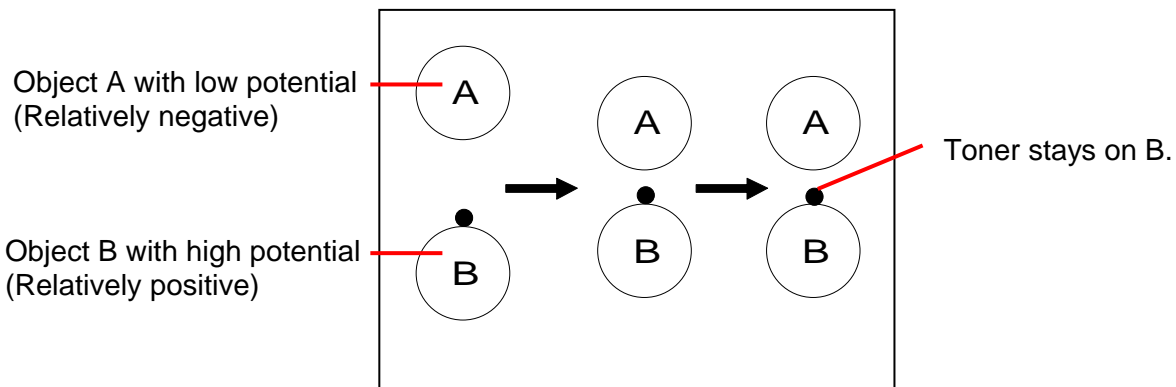 Object A with low potential
(Relatively negative)
A
A
A
Toner stays on B.
Object B with high potential
(Relatively positive)
B
B
B